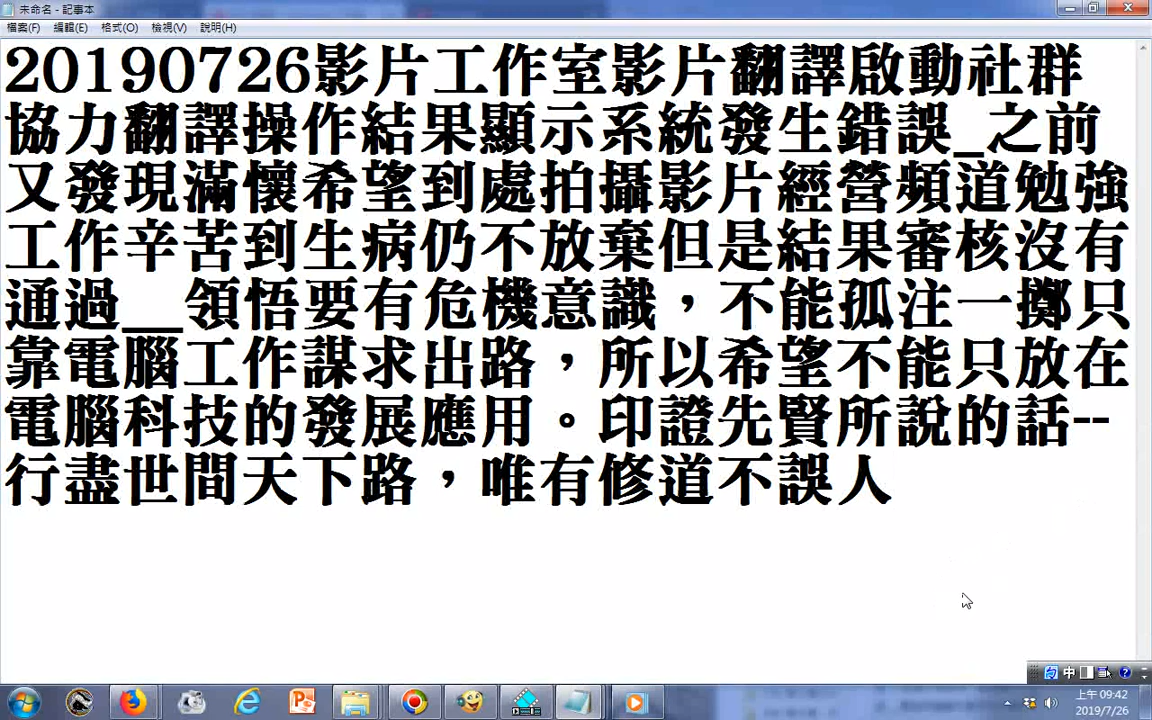 未命名 - 記事本
檔案(F) 編輯(E) 格式(O) 檢視(V) 說明(H)
20190726影片工作室影片翻譯啟動社群
協力翻譯操作結果顯示系統發生錯誤_之前
又發現滿懷希望到處拍攝影片經營頻道勉強
工作辛苦到生病仍不放棄但是結果審核沒有
通過__領悟要有危機意識，不能孤注一擲只
靠電腦工作謀求出路，所以希望不能只放在
電腦科技的發展應用。印證先賢所說的話--
行盡世間天下路，唯有修道不誤人
中
上午 09:42
2019/7/26